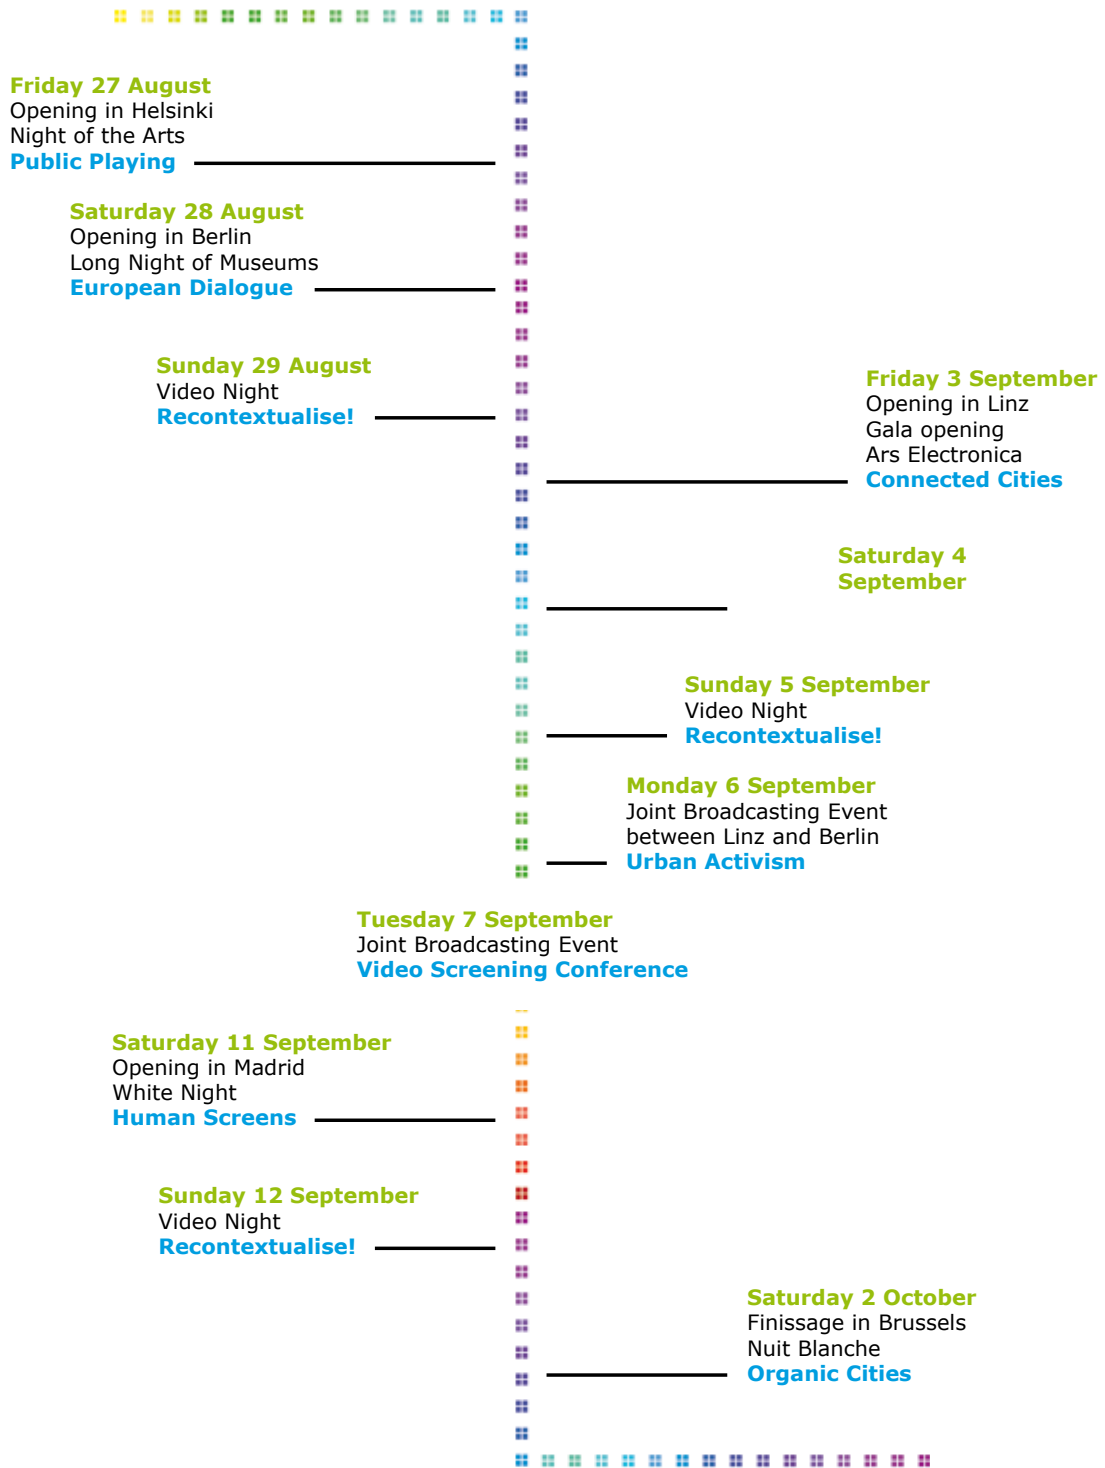 Friday 27 August
Opening in Helsinki
Night of the Arts
Public Playing
Saturday 28 August
Opening in Berlin
Long Night of Museums
European Dialogue
Sunday 29 August
Video Night
Recontextualise!
Friday 3 September
Opening in Linz
Gala opening
Ars Electronica
Connected Cities
Saturday 4
September
Sunday 5 September
Video Night
Recontextualise!
Monday 6 September
Joint Broadcasting Event
between Linz and Berlin
Urban Activism
Tuesday 7 September
Joint Broadcasting Event
Video Screening Conference
Saturday 11 September
Opening in Madrid
White Night
Human Screens
Sunday 12 September
Video Night
Recontextualise!
Saturday 2 October
Finissage in Brussels
Nuit Blanche
Organic Cities